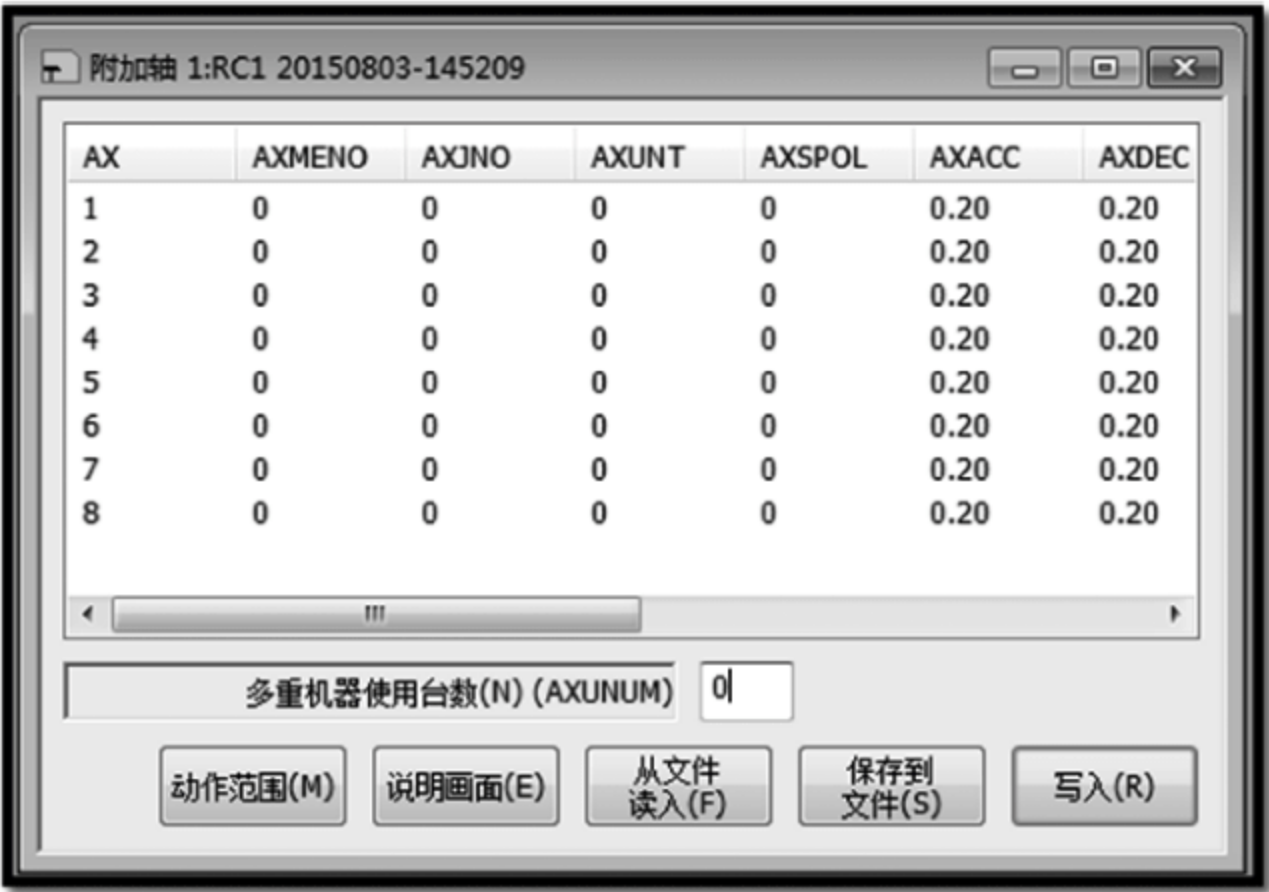 附加轴 1:RC1 20150803-145209
AX AXMENO AXJNO AXUNT AXSPOL AXACC AXDEC
1 0 0 0 0 0.20 0.20
2 0 0 0 0 0.20 0.20
3 0 0 0 0 0.20 0.20
4 0 0 0 0 0.20 0.20
5 0 0 0 0 0.20 0.20
6 0 0 0 0 0.20 0.20
7 0 0 0 0 0.20 0.20
8 0 0 0 0 0.20 0.20
多重机器使用台数(N) (AXUNUM) 0
动作范围(M)
说明画面(E)
从文件
读入(F)
保存到
文件(S)
写入(R)